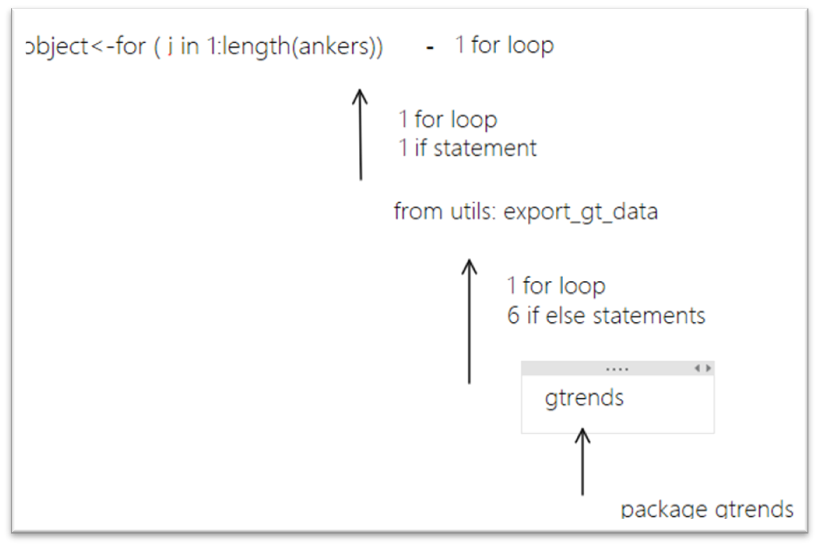 object<-for ( j in 1:length(ankers)) - 1 for loop
1 for loop
1 if statement
from utils: export_gt_data
1 for loop
6 if else statements
gtrends
package gtrends